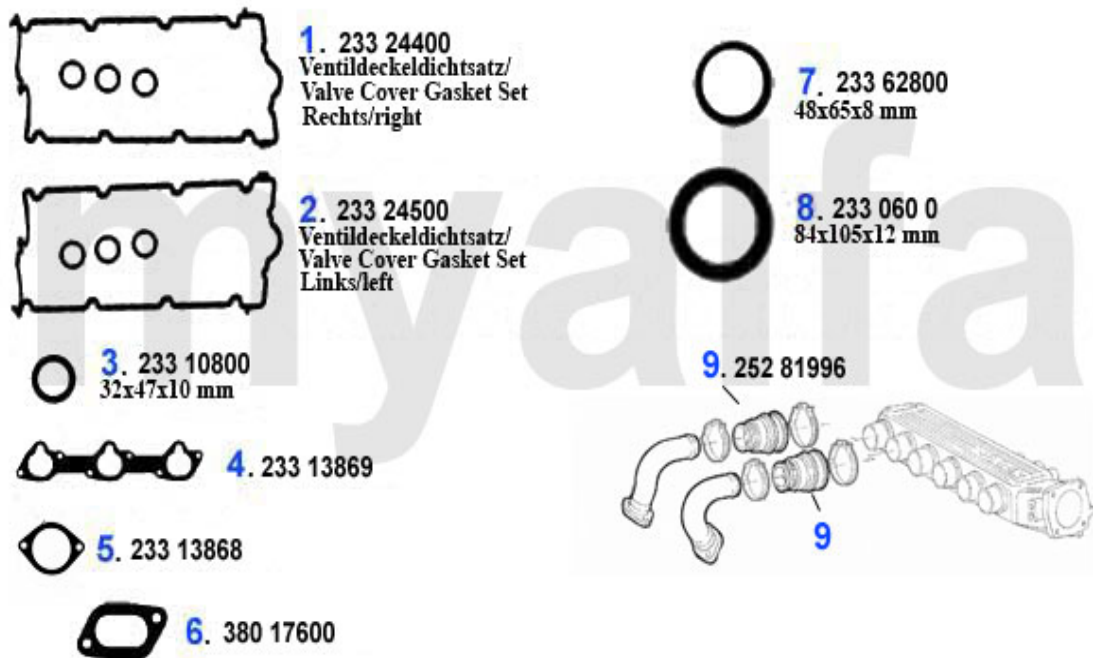 1. 233 24400
Ventildeckeldichtsatz/
Valve Cover Gasket Set
Rechts/right
2. 233 24500
Ventildeckeldichtsatz/
Valve Cover Gasket Set
Links/left
3. 233 10800
32x47x10 mm
4. 233 13869
5. 233 13868
6. 380 17600
7. 233 62800
48x65x8 mm
8. 233 060 0
84x105x12 mm
9. 252 81996
9
myalfa